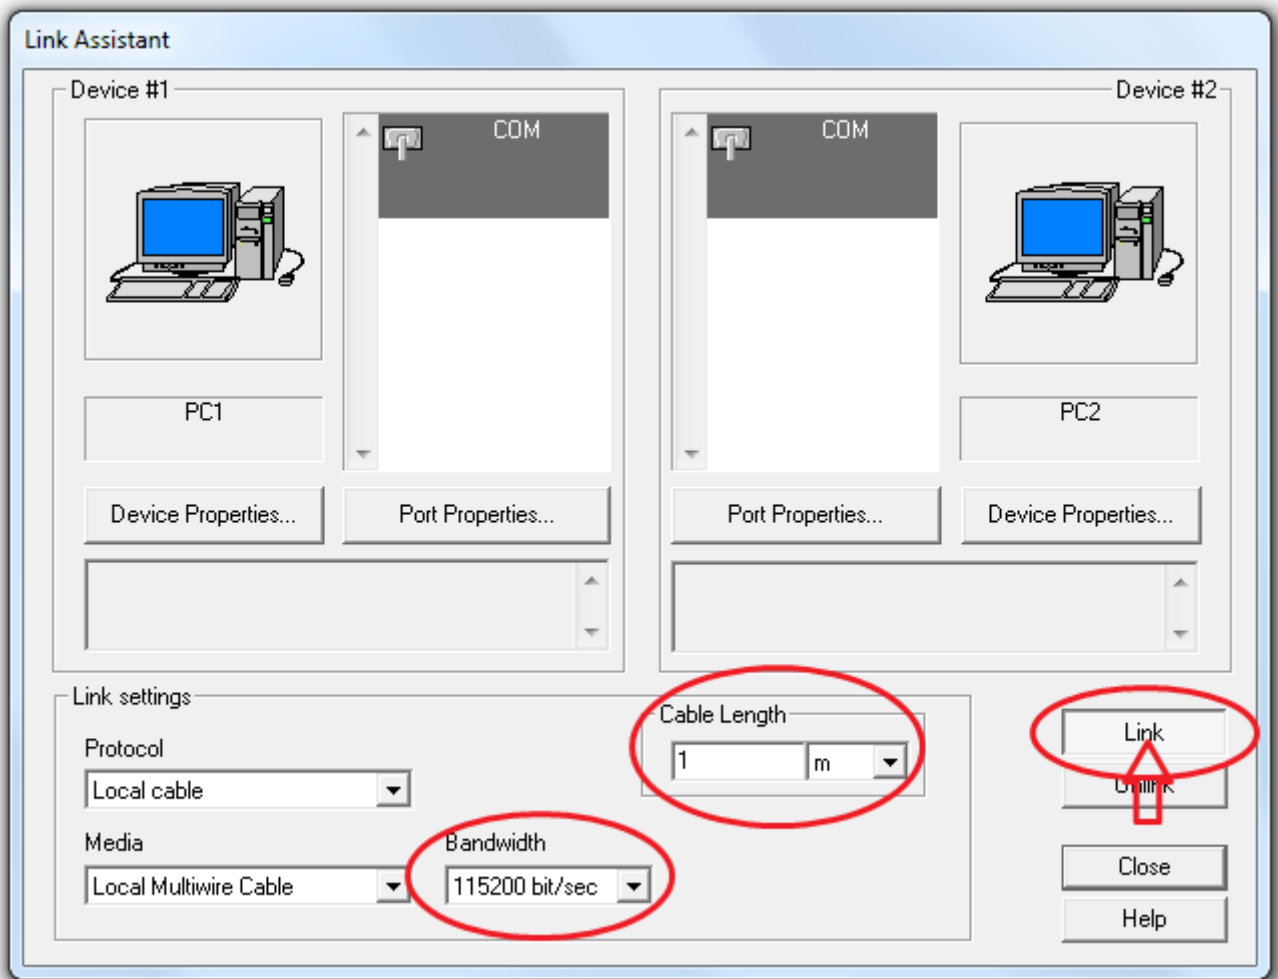 Link Assistant
Device #1
Device #2
COM
COM
PC1
PC2
Device Properties...
Port Properties...
Port Properties...
Device Properties...
Link settings
Cable Length
1
m
Protocol
Local cable
Media
Local Multiwire Cable
Bandwidth
115200 bit/sec
Link
Unlink
Close
Help